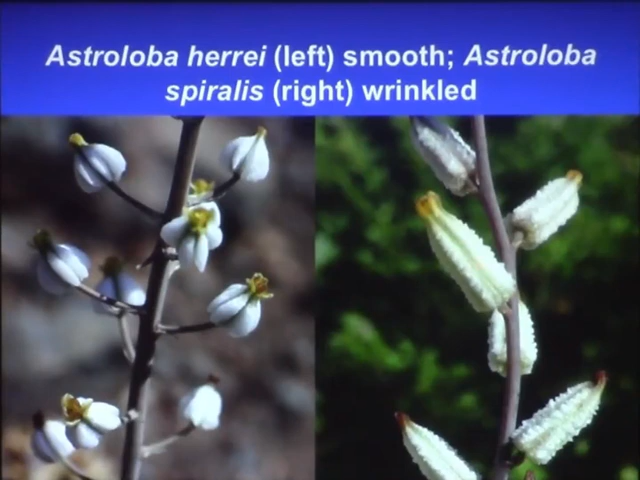 Astroloba herrei (left) smooth; Astroloba
spiralis (right) wrinkled